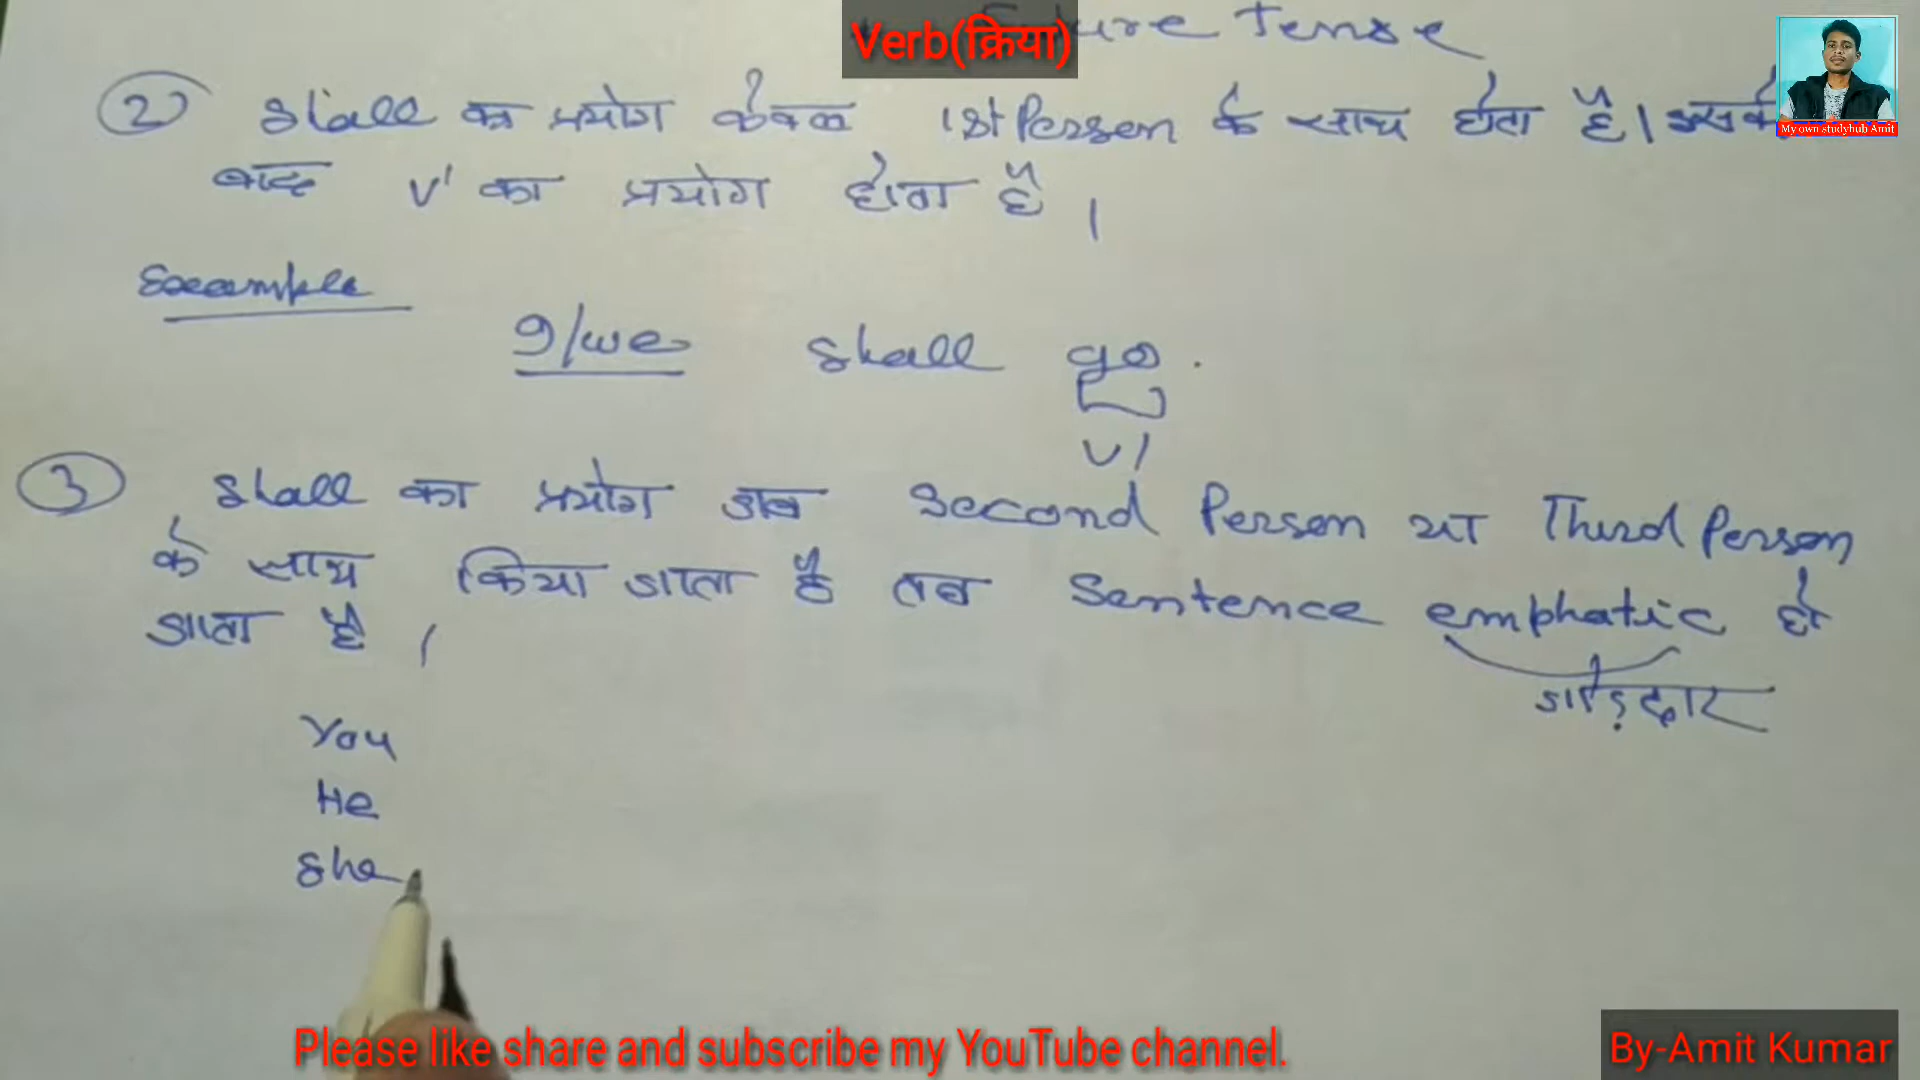 Verb(क्रिया)
Future Tense
② Shall का प्रयोग केवल 1st Person के साथ होता है। उसके
बाद V¹ का प्रयोग होता है।
Example
I/we shall go.
V1
③ Shall का प्रयोग जब Second Person या Third Person
के साथ किया जाता है तब Sentence emphatic हो
जाता है।
जोड़दार
You
He
She
My own studyhub Amit
Please like share and subscribe my YouTube channel.
By-Amit Kumar